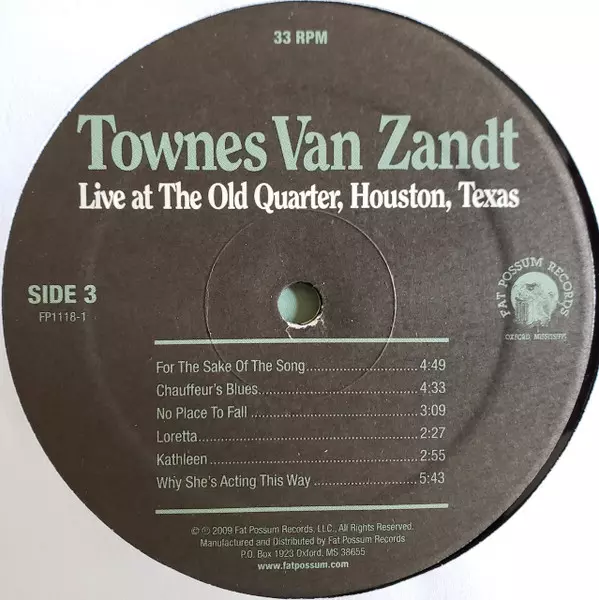 33 RPM
Townes Van Zandt
Live at The Old Quarter, Houston, Texas
SIDE 3
FP1118-1
FAT POSSUM RECORDS
OXFORD, MISSISSIPPI
For The Sake Of The Song 4:49
Chauffeur's Blues 4:33
No Place To Fall 3:09
Loretta 2:27
Kathleen 2:55
Why She's Acting This Way 5:43
© ℗ 2009 Fat Possum Records, LLC., All Rights Reserved.
Manufactured and Distributed by Fat Possum Records
P.O. Box 1923 Oxford, MS 38655
www.fatpossum.com